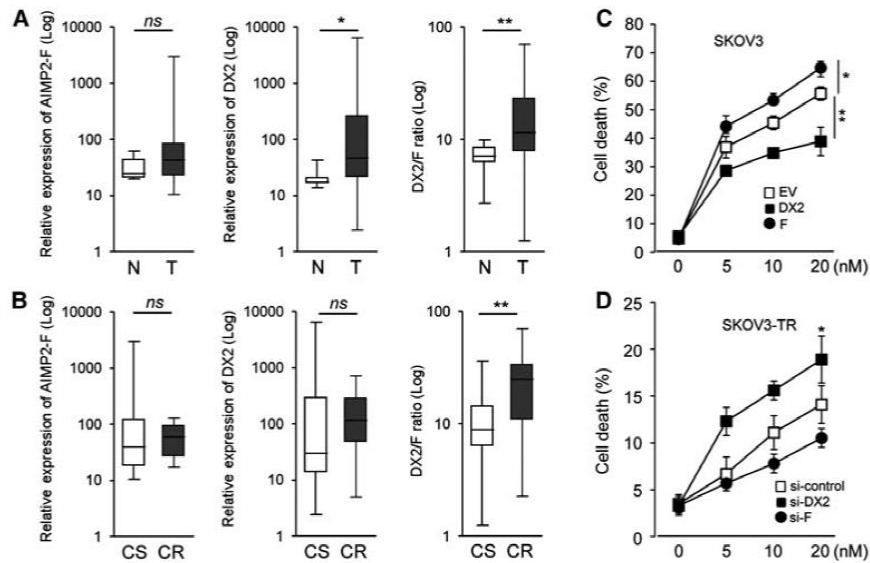 A
Relative expression of AIMP2-F (Log)
10000
1000
100
10
1
ns
N T
Relative expression of DX2 (Log)
10000
1000
100
10
1
*
N T
DX2/F ratio (Log)
100
10
1
**
N T
B
Relative expression of AIMP2-F (Log)
10000
1000
100
10
1
ns
CS CR
Relative expression of DX2 (Log)
10000
1000
100
10
1
ns
CS CR
DX2/F ratio (Log)
100
10
1
**
CS CR
C
SKOV3
Cell death (%)
80
70
60
50
40
30
20
10
0
*
**
EV
DX2
F
0 5 10 20 (nM)
D
SKOV3-TR
Cell death (%)
25
20
15
10
5
0
*
si-control
si-DX2
si-F
0 5 10 20 (nM)